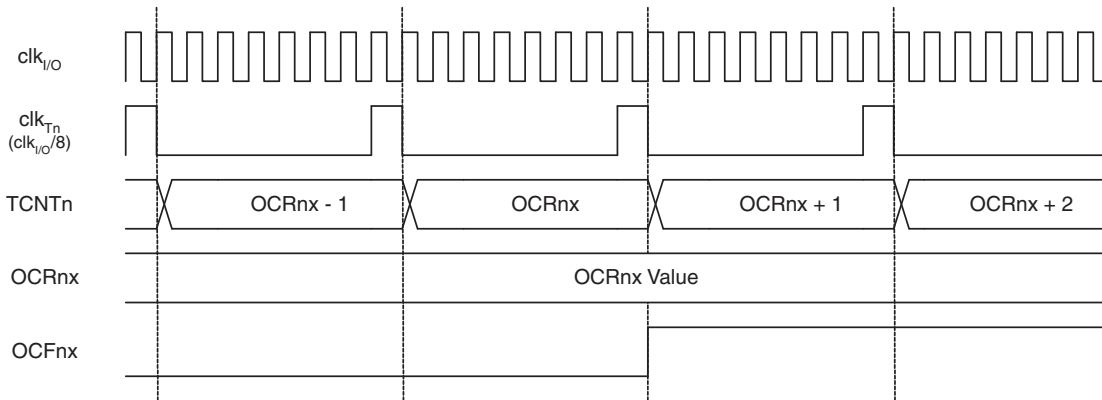 clkI/O
clkTn
(clkI/O/8)
TCNTn
OCRnx - 1
OCRnx
OCRnx + 1
OCRnx + 2
OCRnx
OCRnx Value
OCFnx